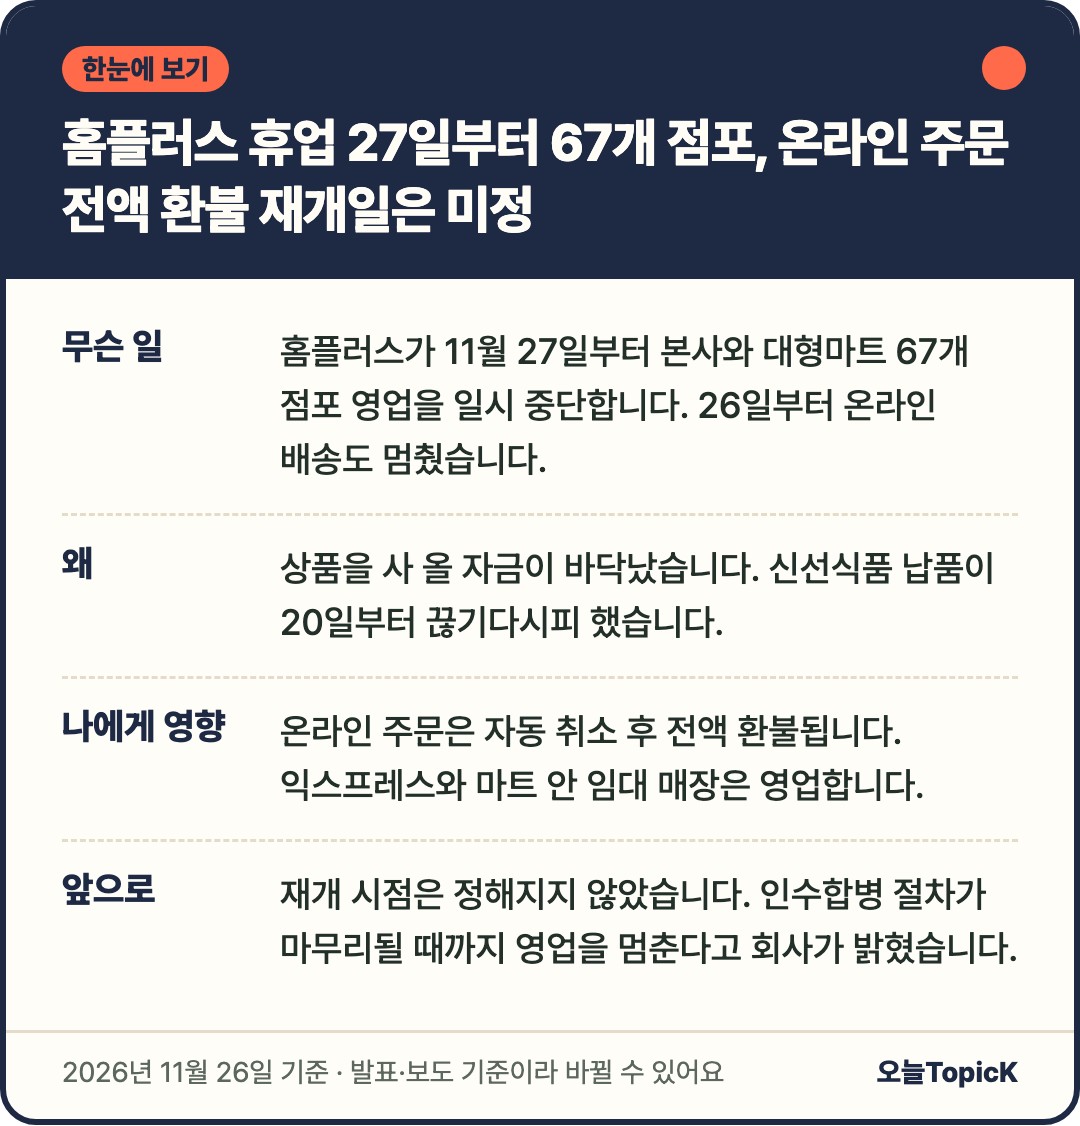 한눈에 보기
홈플러스 휴업 27일부터 67개 점포, 온라인 주문
전액 환불 재개일은 미정
무슨 일
홈플러스가 11월 27일부터 본사와 대형마트 67개
점포 영업을 일시 중단합니다. 26일부터 온라인
배송도 멈췄습니다.
왜
상품을 사 올 자금이 바닥났습니다. 신선식품 납품이
20일부터 끊기다시피 했습니다.
나에게 영향
온라인 주문은 자동 취소 후 전액 환불됩니다.
익스프레스와 마트 안 임대 매장은 영업합니다.
앞으로
재개 시점은 정해지지 않았습니다. 인수합병 절차가
마무리될 때까지 영업을 멈춘다고 회사가 밝혔습니다.
2026년 11월 26일 기준 · 발표·보도 기준이라 바뀔 수 있어요
오늘TopicK